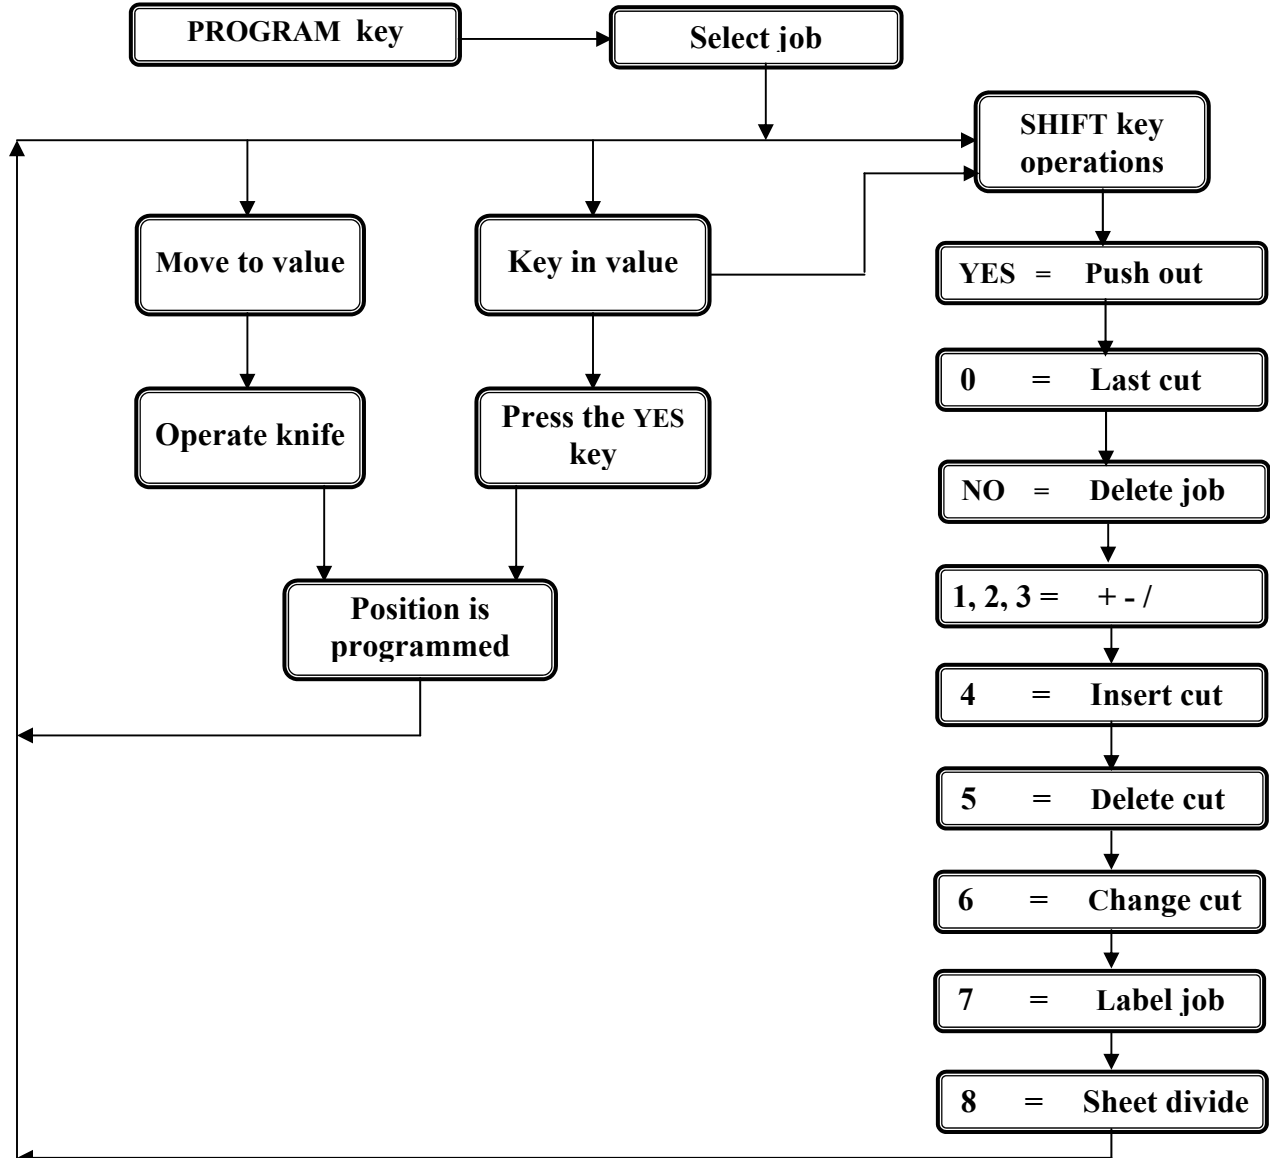 PROGRAM key
Select job
SHIFT key
operations
Move to value
Key in value
Operate knife
Press the YES
key
Position is
programmed
YES = Push out
0 = Last cut
NO = Delete job
1, 2, 3 = + - /
4 = Insert cut
5 = Delete cut
6 = Change cut
7 = Label job
8 = Sheet divide